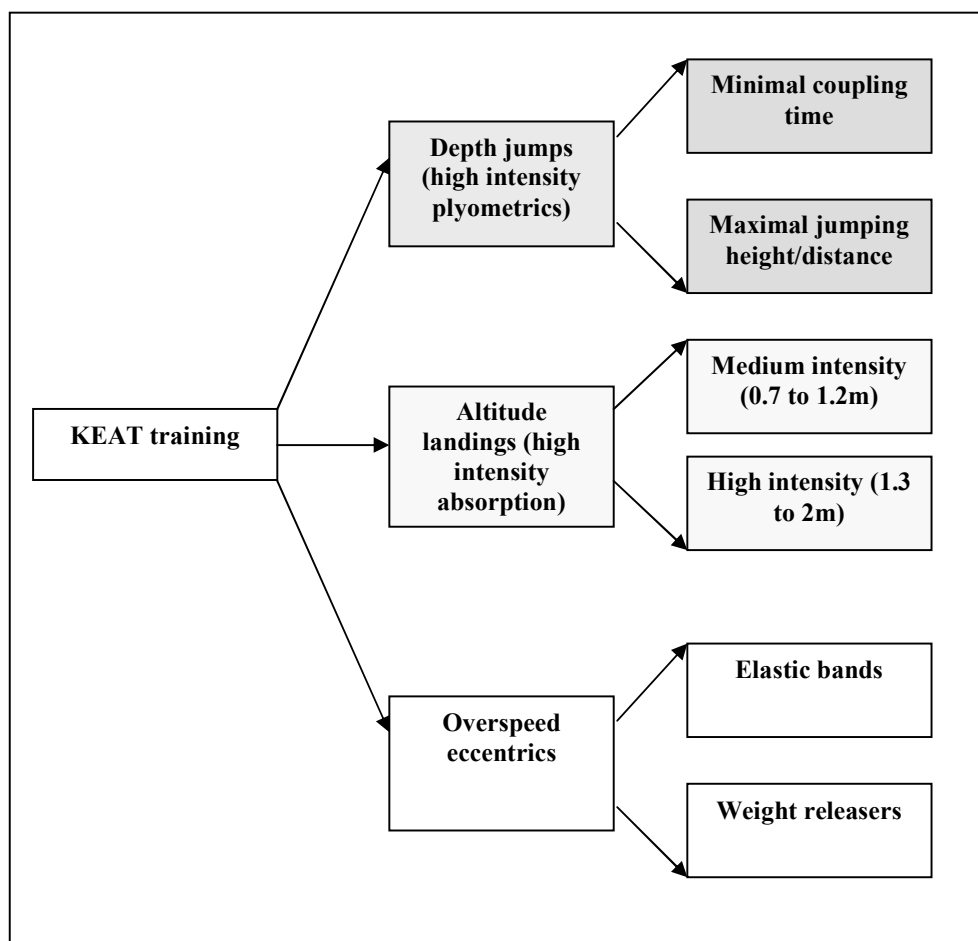 KEAT training
Depth jumps
(high intensity
plyometrics)
Minimal coupling
time
Maximal jumping
height/distance
Altitude
landings (high
intensity
absorption)
Medium intensity
(0.7 to 1.2m)
High intensity (1.3
to 2m)
Overspeed
eccentrics
Elastic bands
Weight releasers